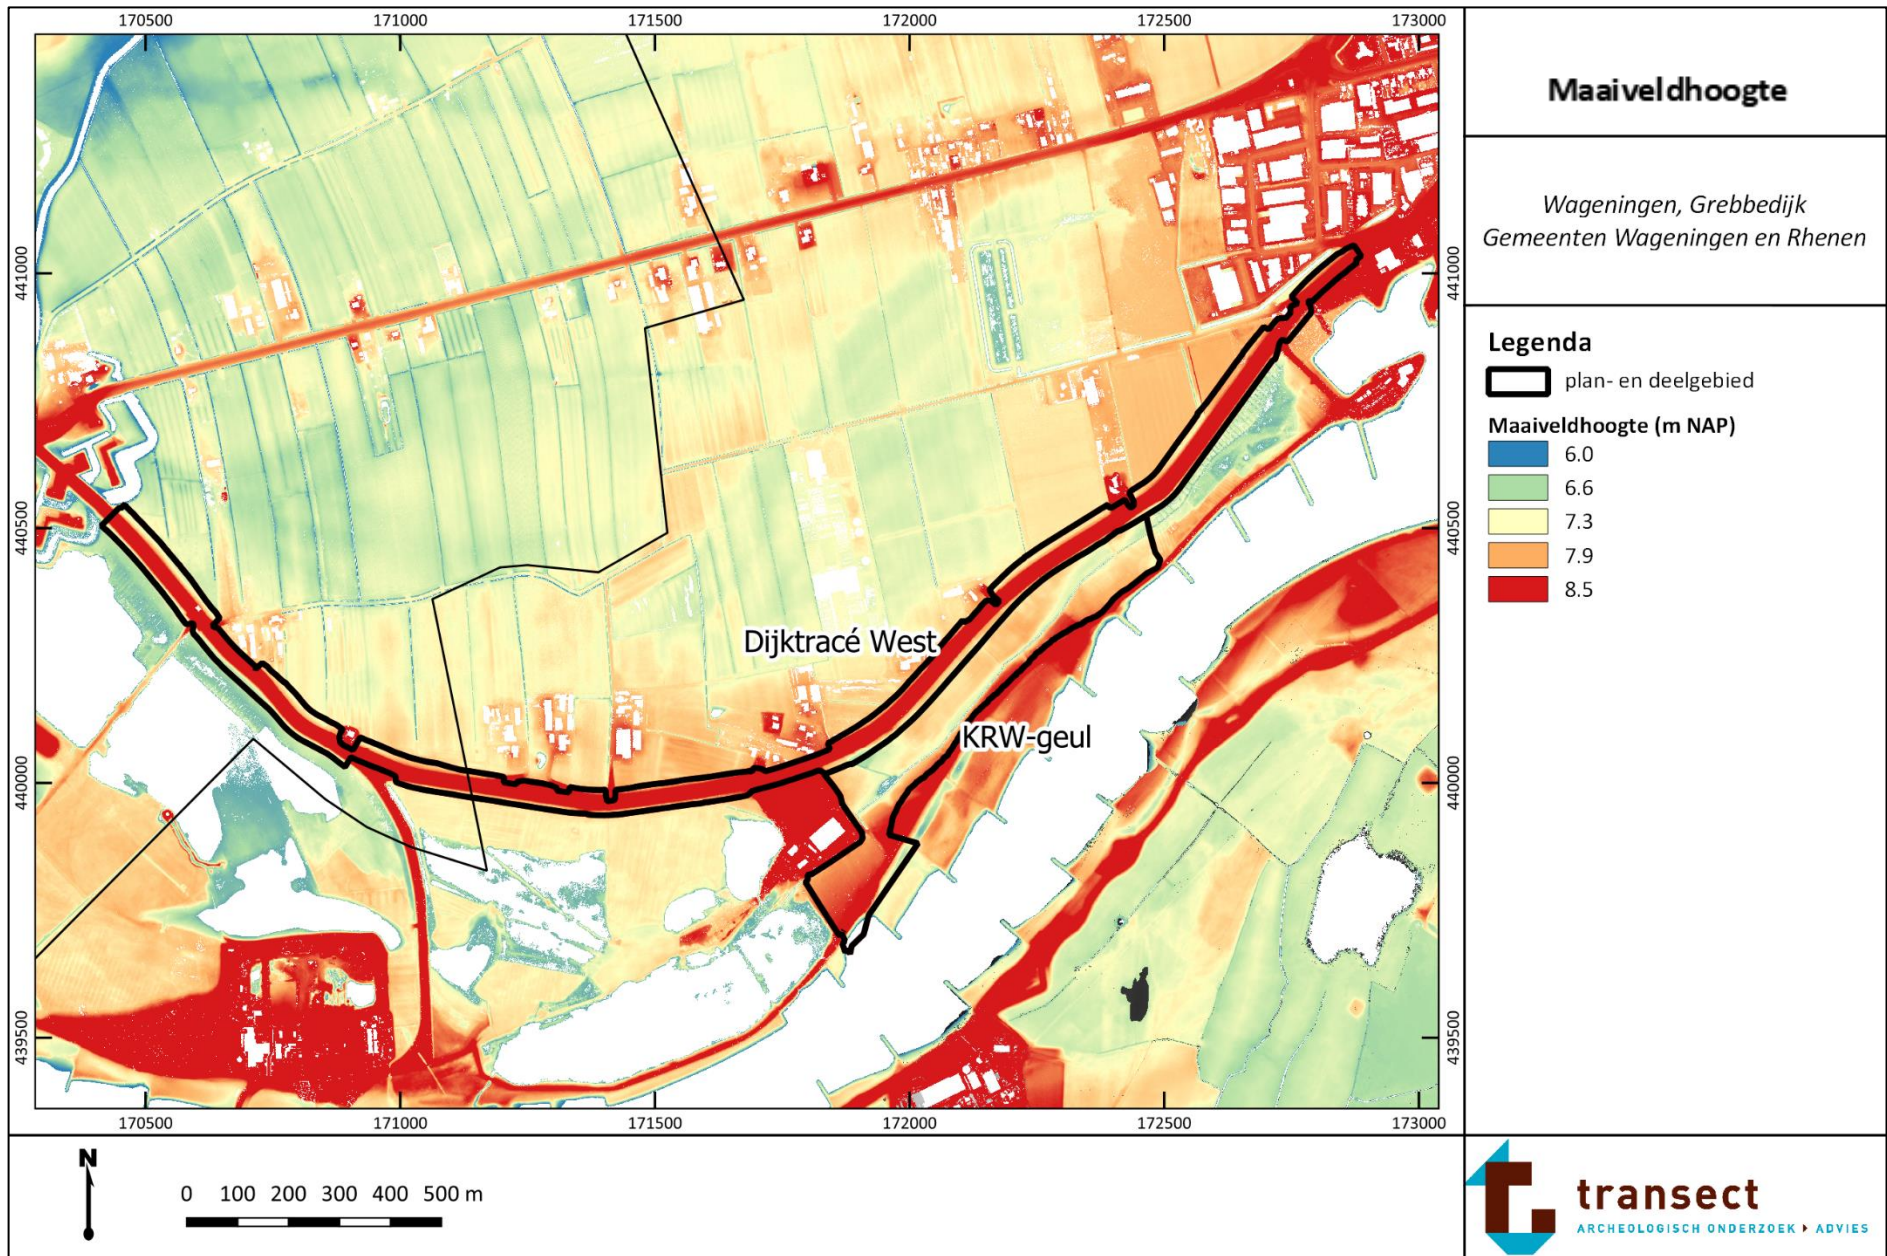 170500 171000 171500 172000 172500 173000
441000
440500
440000
439500
441000
440500
440000
439500
Dijktracé West
KRW-geul
170500 171000 171500 172000 172500 173000
Maaiveldhoogte
Wageningen, Grebbedijk
Gemeenten Wageningen en Rhenen
Legenda
plan- en deelgebied
Maaiveldhoogte (m NAP)
6.0
6.6
7.3
7.9
8.5
N
0 100 200 300 400 500 m
transect
ARCHEOLOGISCH ONDERZOEK ▸ ADVIES